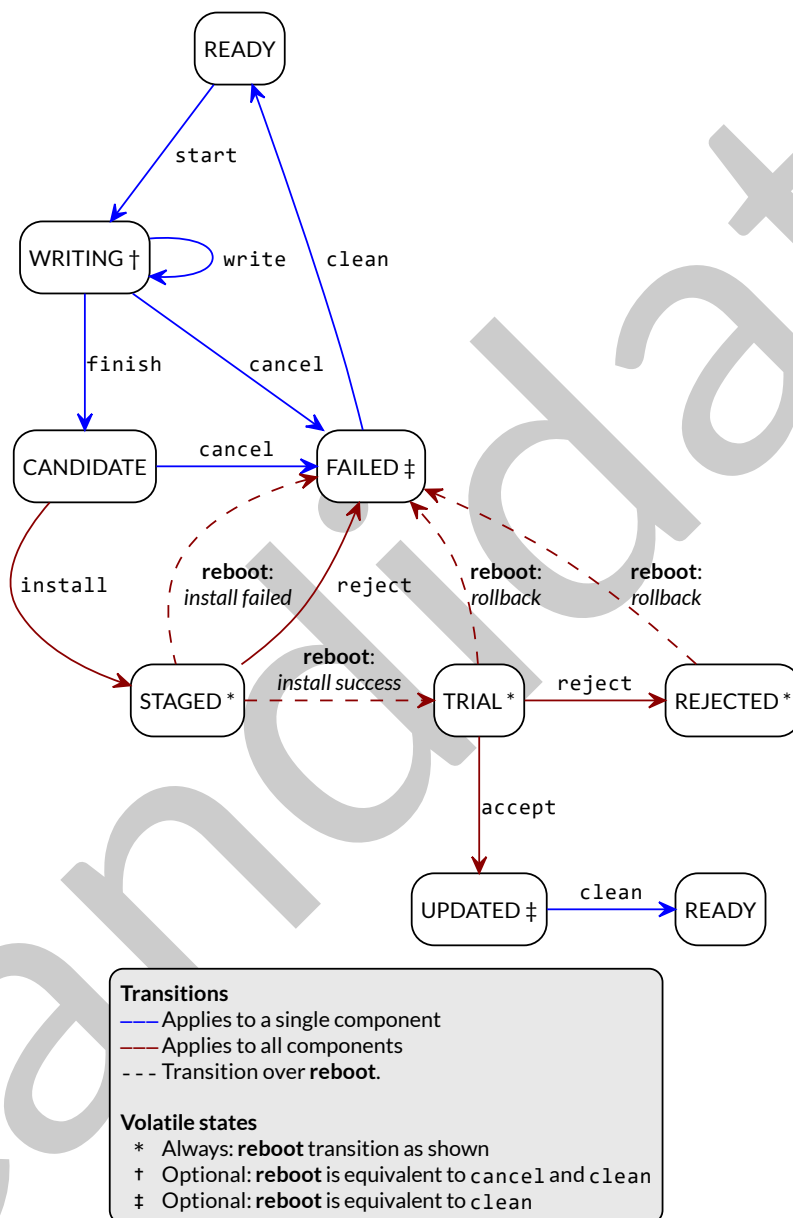 READY
start
WRITING †
write
clean
finish
cancel
CANDIDATE
cancel
FAILED ‡
install
reboot:
install failed
reject
reboot:
rollback
reboot:
rollback
STAGED *
reboot:
install success
TRIAL *
reject
REJECTED *
accept
UPDATED ‡
clean
READY
Transitions
Applies to a single component
Applies to all components
Transition over reboot.
Volatile states
* Always: reboot transition as shown
† Optional: reboot is equivalent to cancel and clean
‡ Optional: reboot is equivalent to clean
andidat